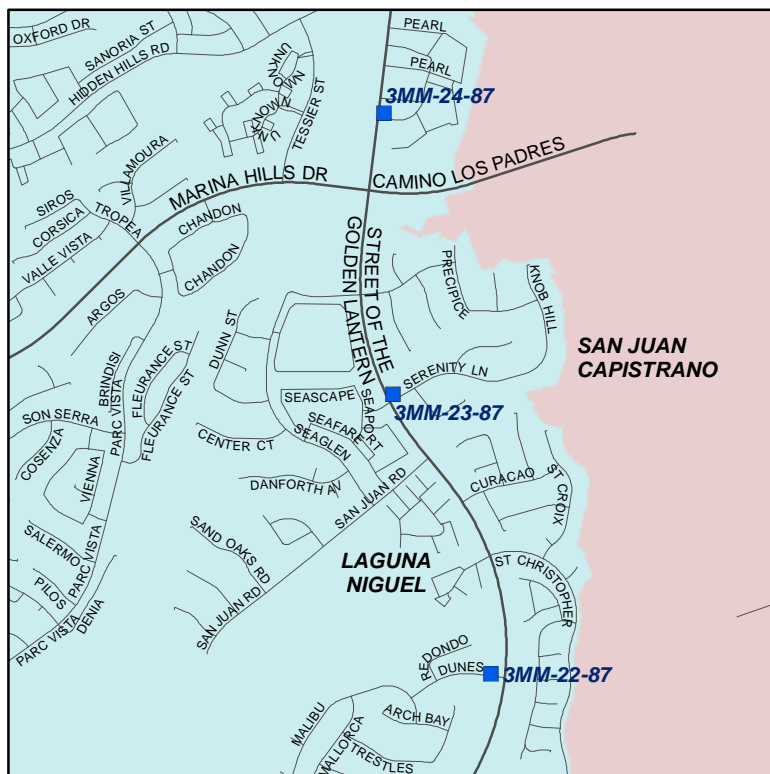 OXFORD DR
SANORIA ST
HIDDEN HILLS RD
UNKNOWN
UNKNOWN
TESSIER ST
PEARL
PEARL
3MM-24-87
MARINA HILLS DR
CAMINO LOS PADRES
VILLAMOURA
SIROS
CORSICA
TROPEA
VALLE VISTA
CHANDON
CHANDON
STREET OF THE
GOLDEN LANTERN
PRECIPICE
KNOB HILL
ARGOS
DUNN ST
SAN JUAN
CAPISTRANO
BRINDISI
PARC VISTA
FLEURANCE ST
FLEURANCE ST
SERENITY LN
SEASCAPE
SEAPORT
3MM-23-87
SON SERRA
SEAFARE
SEAGLEN
CENTER CT
COSENZA
VIENNA
DANFORTH AV
SAN JUAN RD
CURACAO
ST CROIX
SAND OAKS RD
SALERMO
PARC VISTA
LAGUNA
NIGUEL
ST CHRISTOPHER
PILOS
DENIA
SAN JUAN RD
PARC VISTA
REDONDO
DUNES
3MM-22-87
MALIBU
ARCH BAY
MALLORCA
TRESTLES